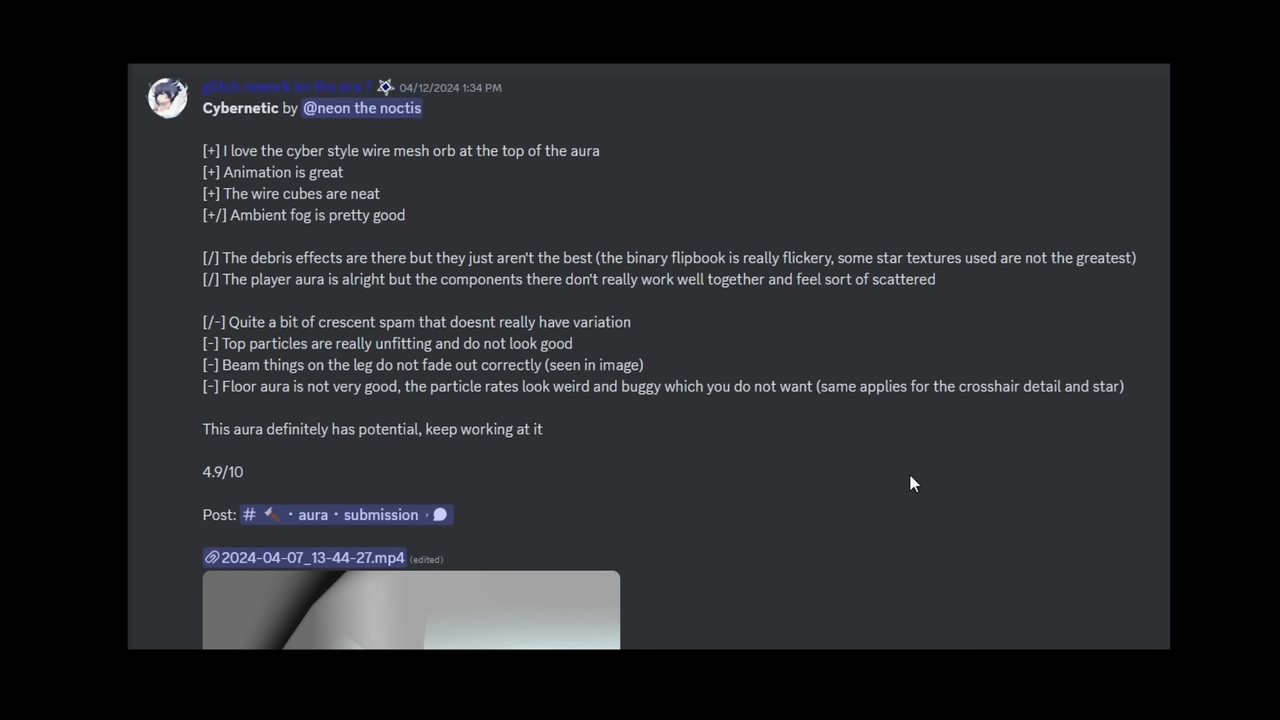 glitch rework on the era ? 04/12/2024 1:34 PM
Cybernetic by @neon the noctis
[+] I love the cyber style wire mesh orb at the top of the aura
[+] Animation is great
[+] The wire cubes are neat
[+/] Ambient fog is pretty good
[/] The debris effects are there but they just aren't the best (the binary flipbook is really flickery, some star textures used are not the greatest)
[/] The player aura is alright but the components there don't really work well together and feel sort of scattered
[/-] Quite a bit of crescent spam that doesnt really have variation
[-] Top particles are really unfitting and do not look good
[-] Beam things on the leg do not fade out correctly (seen in image)
[-] Floor aura is not very good, the particle rates look weird and buggy which you do not want (same applies for the crosshair detail and star)
This aura definitely has potential, keep working at it
4.9/10
Post: # 🔨・aura・submission ›
2024-04-07_13-44-27.mp4 (edited)